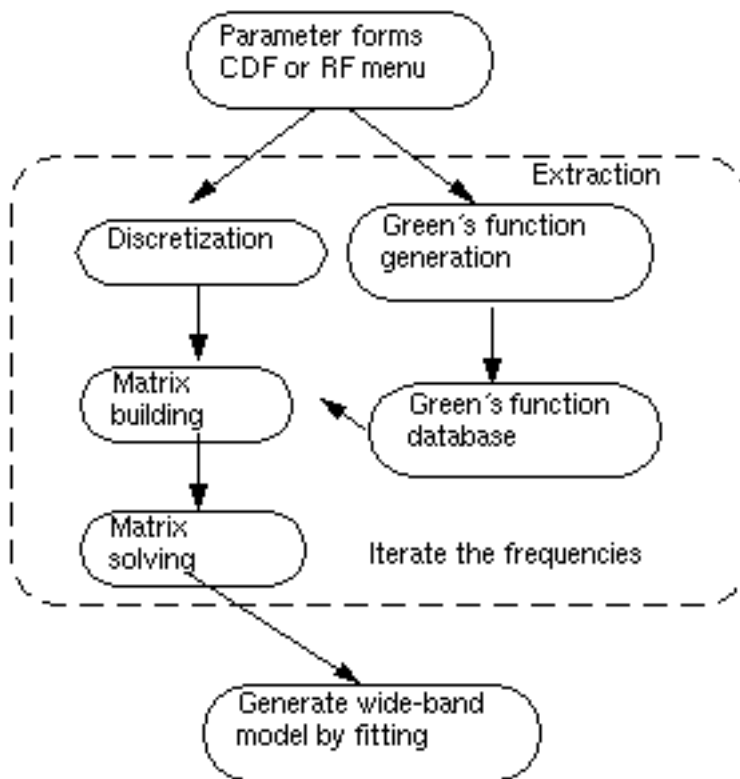 Parameter forms
CDF or RF menu
Extraction
Discretization
Green´s function
generation
Matrix
building
Green´s function
database
Matrix
solving
Iterate the frequencies
Generate wide-band
model by fitting